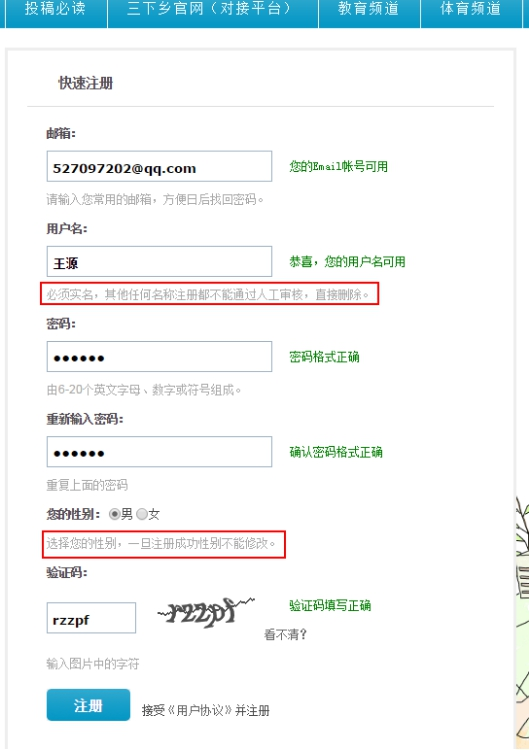 投稿必读 三下乡官网（对接平台） 教育频道 体育频道
快速注册
邮箱：
527097202@qq.com 您的Email帐号可用
请输入您常用的邮箱，方便日后找回密码。
用户名：
王源 恭喜，您的用户名可用
必须实名，其他任何名称注册都不能通过人工审核，直接删除。
密码：
●●●●●● 密码格式正确
由6-20个英文字母、数字或符号组成。
重新输入密码：
●●●●●● 确认密码格式正确
重复上面的密码
您的性别： 男 女
选择您的性别，一旦注册成功性别不能修改。
验证码：
rzzpf rzzpf 验证码填写正确
看不清？
输入图片中的字符
注册 接受《用户协议》并注册